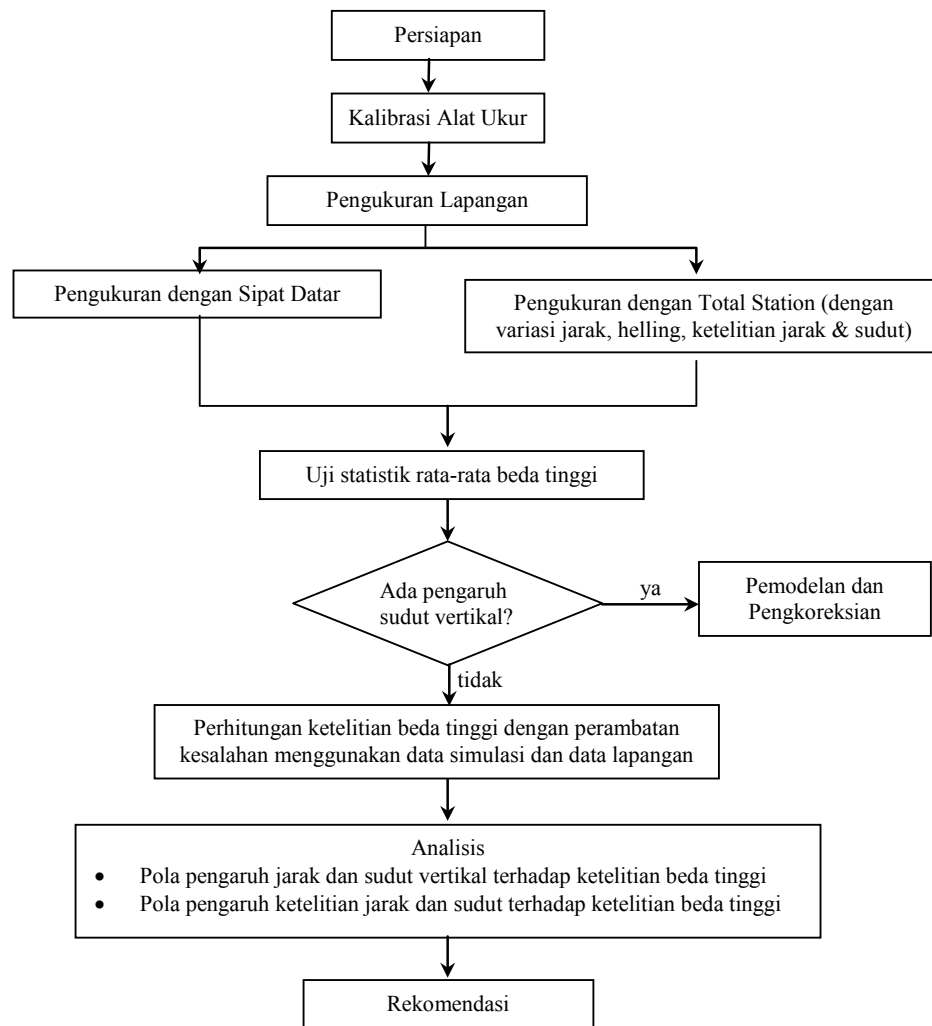 Persiapan
Kalibrasi Alat Ukur
Pengukuran Lapangan
Pengukuran dengan Sipat Datar
Pengukuran dengan Total Station (dengan
variasi jarak, helling, ketelitian jarak & sudut)
Uji statistik rata-rata beda tinggi
Ada pengaruh
sudut vertikal?
ya
Pemodelan dan
Pengkoreksian
tidak
Perhitungan ketelitian beda tinggi dengan perambatan
kesalahan menggunakan data simulasi dan data lapangan
Analisis
• Pola pengaruh jarak dan sudut vertikal terhadap ketelitian beda tinggi
• Pola pengaruh ketelitian jarak dan sudut terhadap ketelitian beda tinggi
Rekomendasi